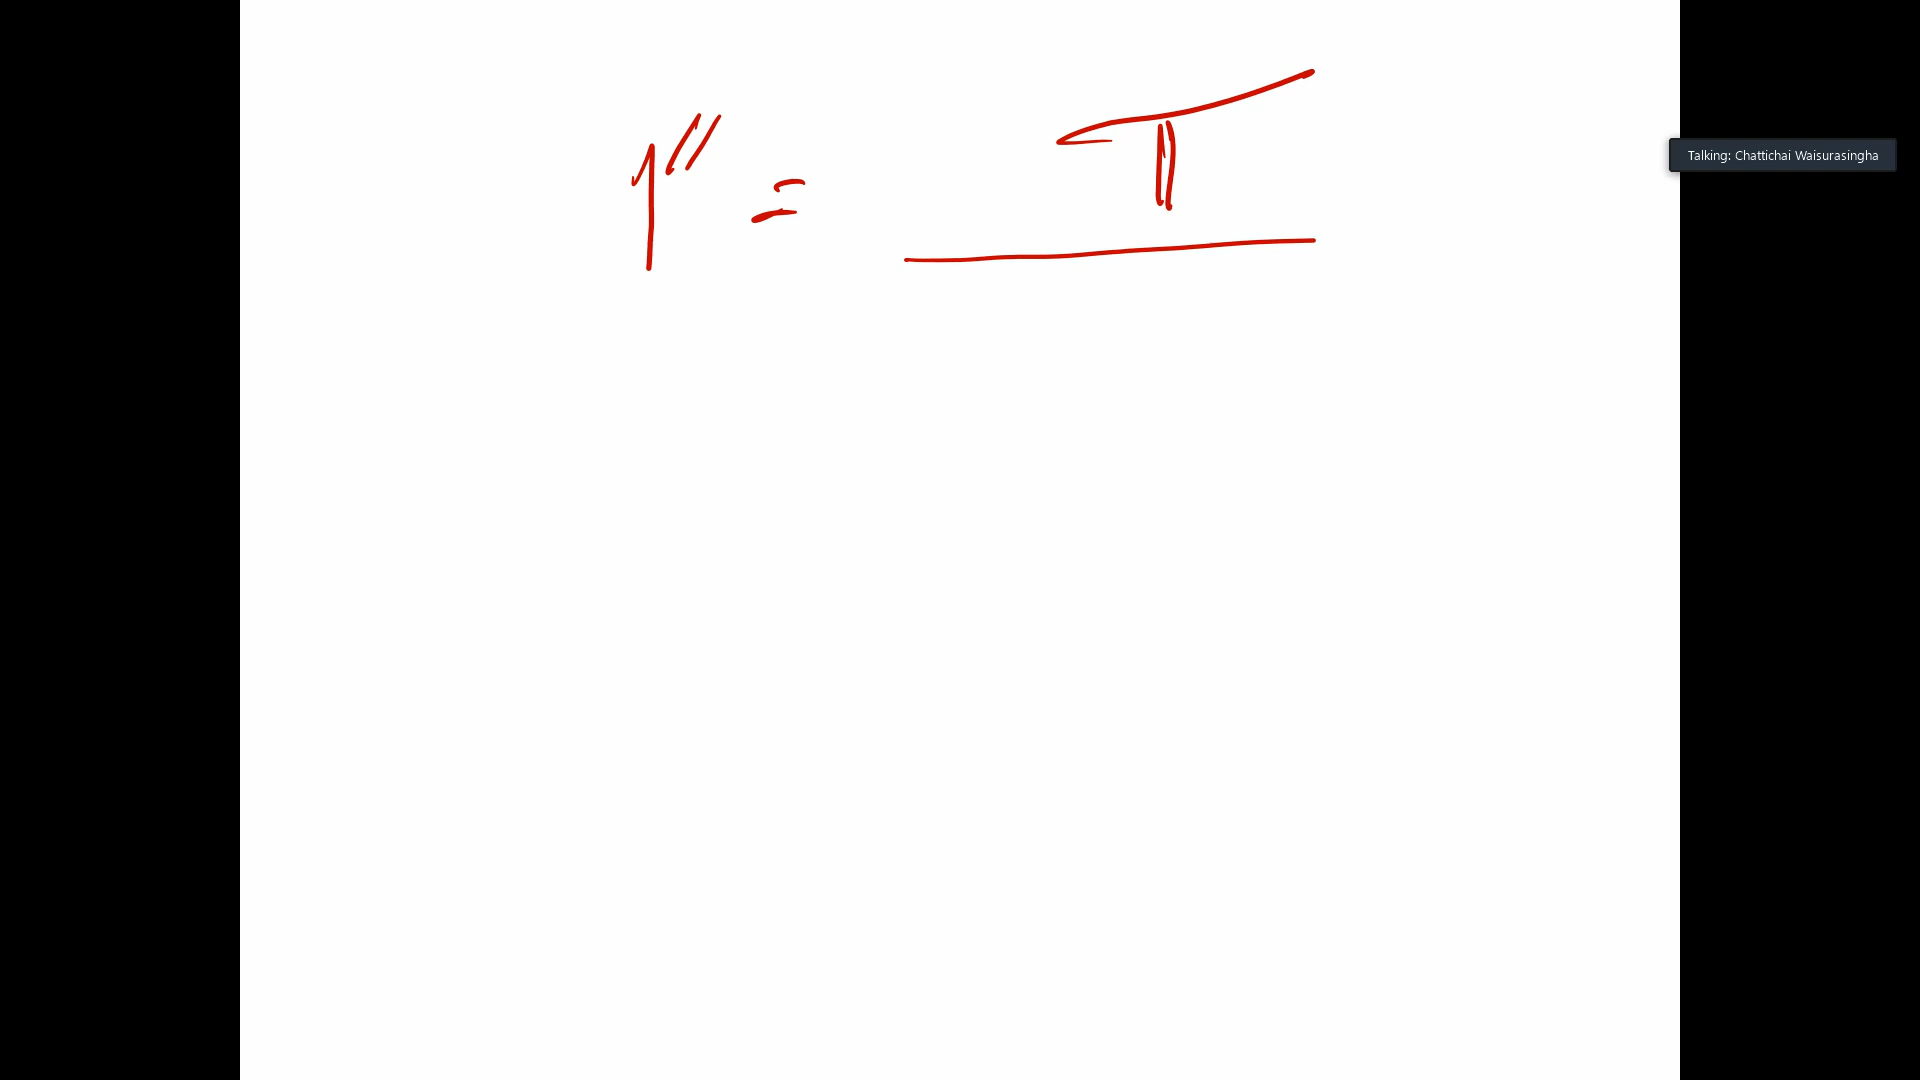 1" = π
Talking: Chattichai Waisurasingha